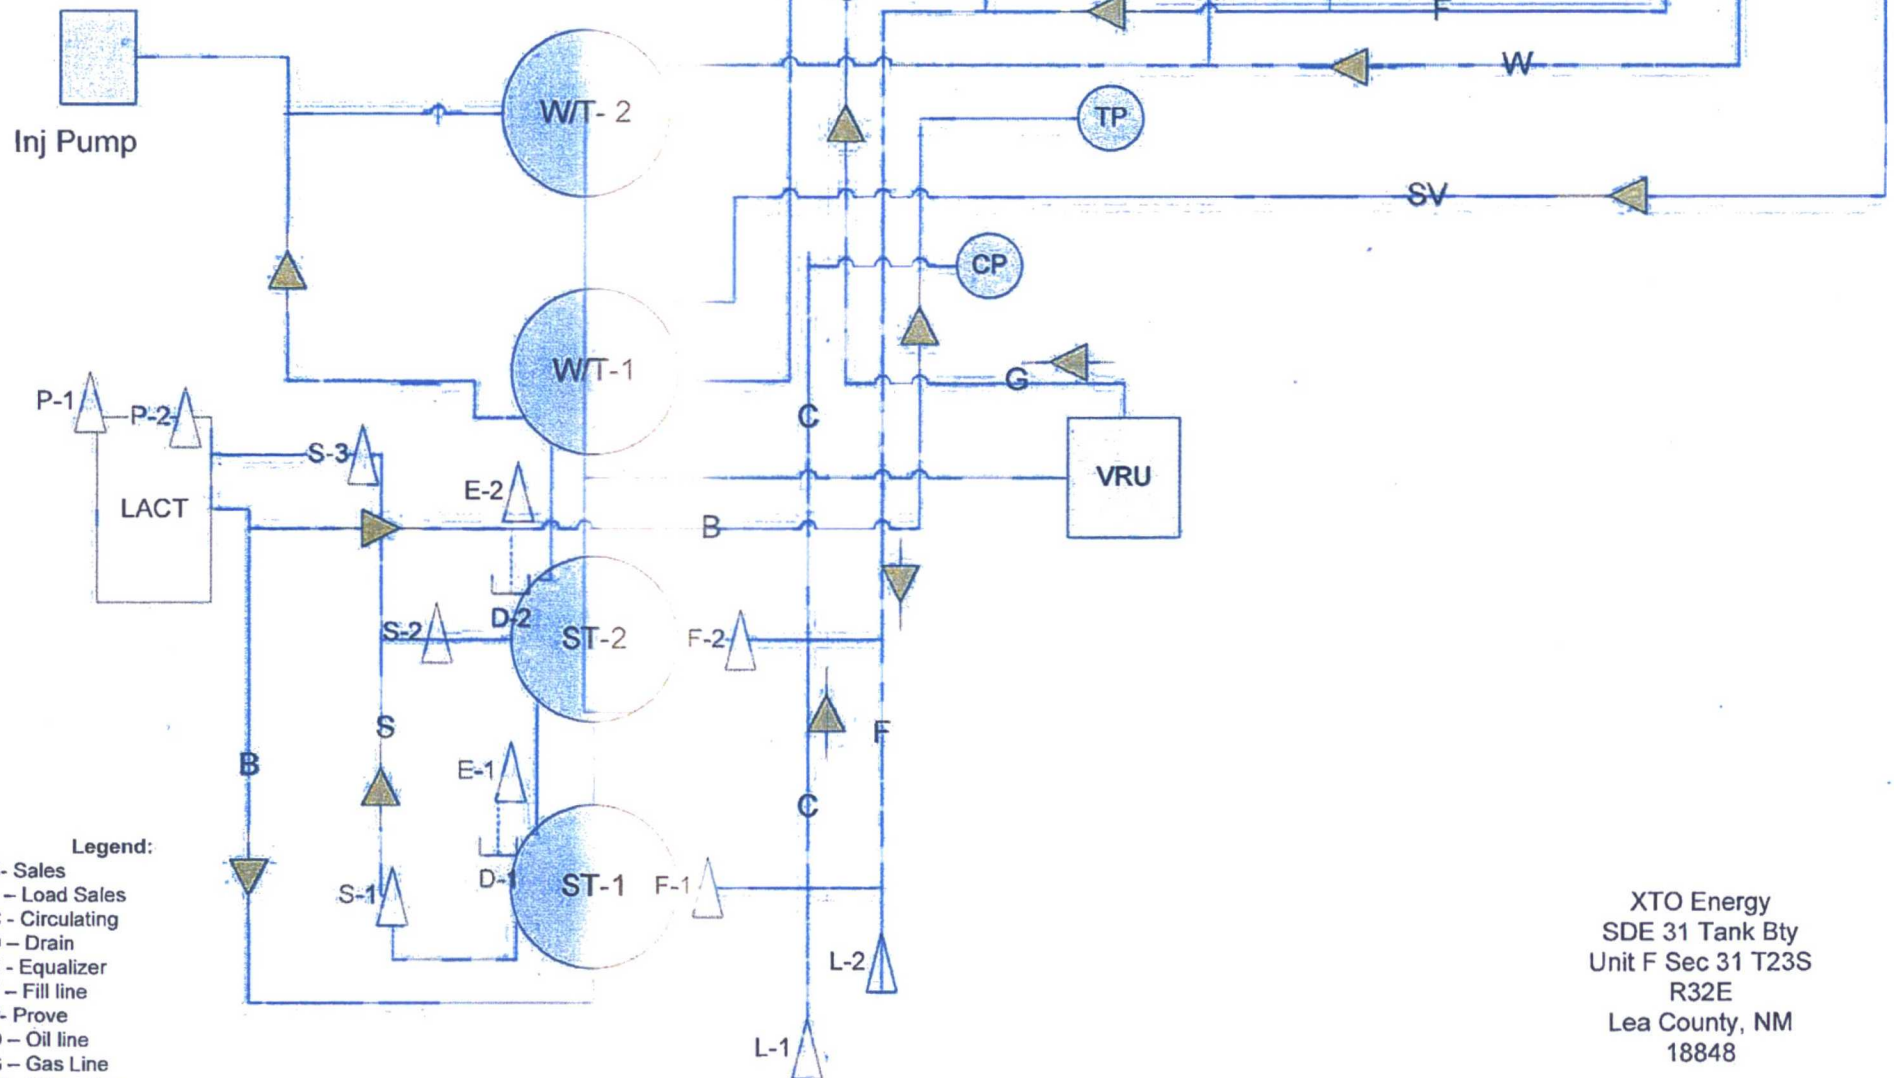 F
W
W/T- 2
TP
Inj Pump
SV
CP
W/T-1
G
P-1
P-2
C
S-3
VRU
E-2
LACT
B
D-2
S-2
ST-2
F-2
S
F
B
E-1
C
Legend:
- Sales
– Load Sales
- Circulating
– Drain
- Equalizer
– Fill line
- Prove
– Oil line
– Gas Line
D-1
S-1
ST-1
F-1
L-2
L-1
XTO Energy
SDE 31 Tank Bty
Unit F Sec 31 T23S
R32E
Lea County, NM
18848